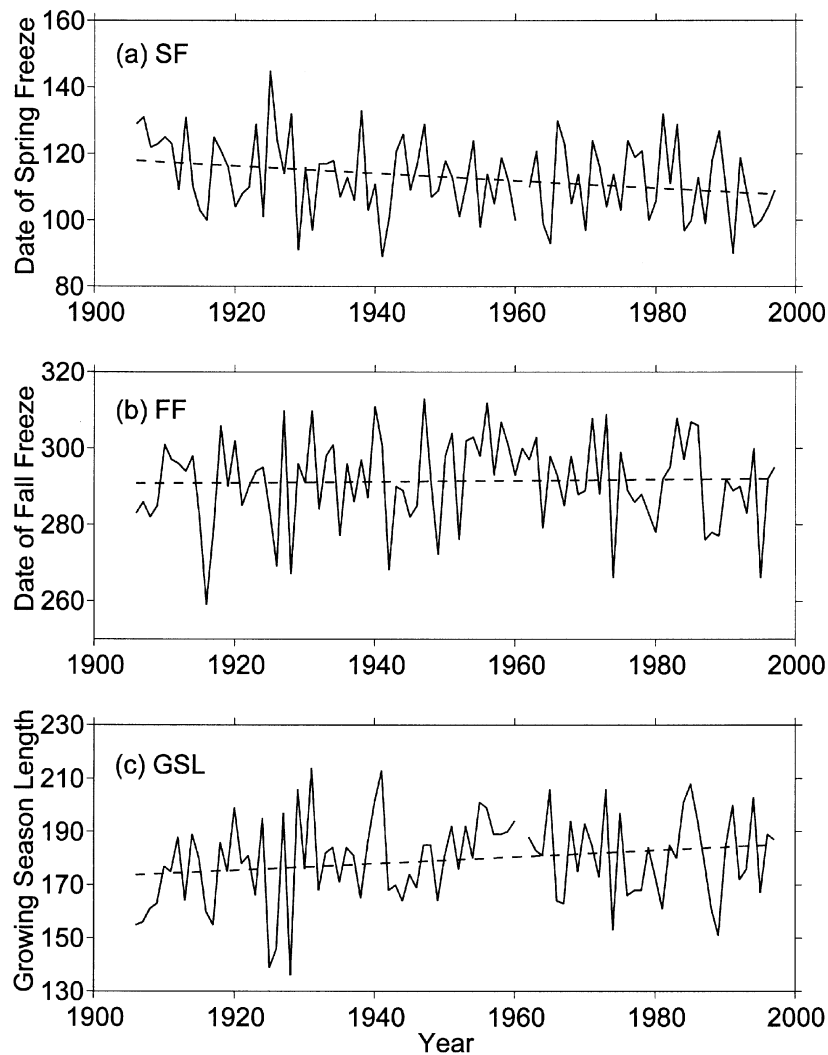 160
(a) SF
140
120
100
80
Date of Spring Freeze
1900 1920 1940 1960 1980 2000
320
(b) FF
300
280
260
Date of Fall Freeze
1900 1920 1940 1960 1980 2000
230
(c) GSL
210
190
170
150
130
Growing Season Length
1900 1920 1940 1960 1980 2000
Year